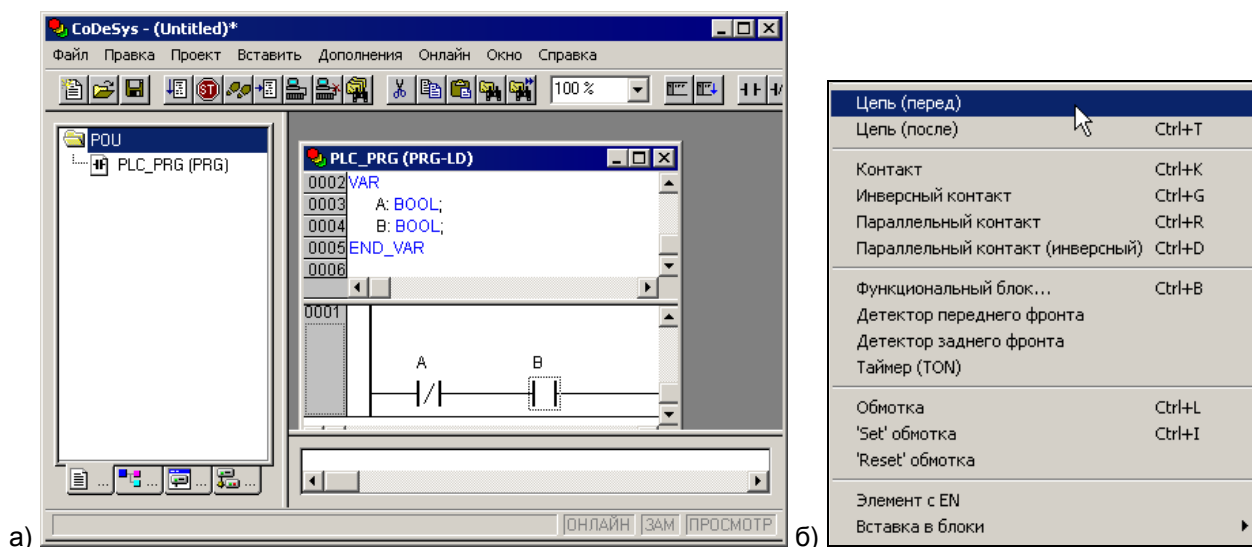 CoDeSys - (Untitled)*
Файл Правка Проект Вставить Дополнения Онлайн Окно Справка
ST 100 %
POU
PLC_PRG (PRG)
PLC_PRG (PRG-LD)
0002 VAR
0003 A: BOOL;
0004 B: BOOL;
0005 END_VAR
0006
0001
A B
... ... ... ...
ОНЛАЙН ЗАМ ПРОСМОТР
а)
Цепь (перед)
Цепь (после) Ctrl+T
Контакт Ctrl+K
Инверсный контакт Ctrl+G
Параллельный контакт Ctrl+R
Параллельный контакт (инверсный) Ctrl+D
Функциональный блок... Ctrl+B
Детектор переднего фронта
Детектор заднего фронта
Таймер (TON)
Обмотка Ctrl+L
'Set' обмотка Ctrl+I
'Reset' обмотка
Элемент с EN
Вставка в блоки
б)